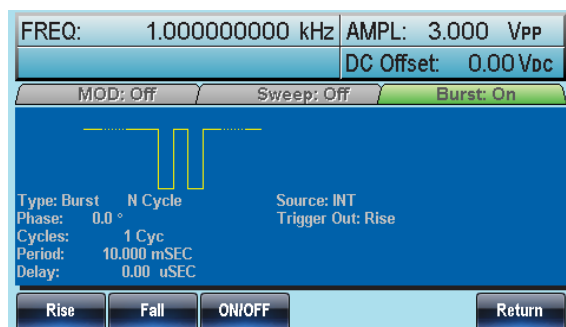 FREQ: 1.000000000 kHz AMPL: 3.000 VPP
DC Offset: 0.00 VDC
MOD: Off Sweep: Off Burst: On
Type: Burst N Cycle Source: INT
Phase: 0.0 ° Trigger Out: Rise
Cycles: 1 Cyc
Period: 10.000 mSEC
Delay: 0.00 uSEC
Rise Fall ON/OFF Return